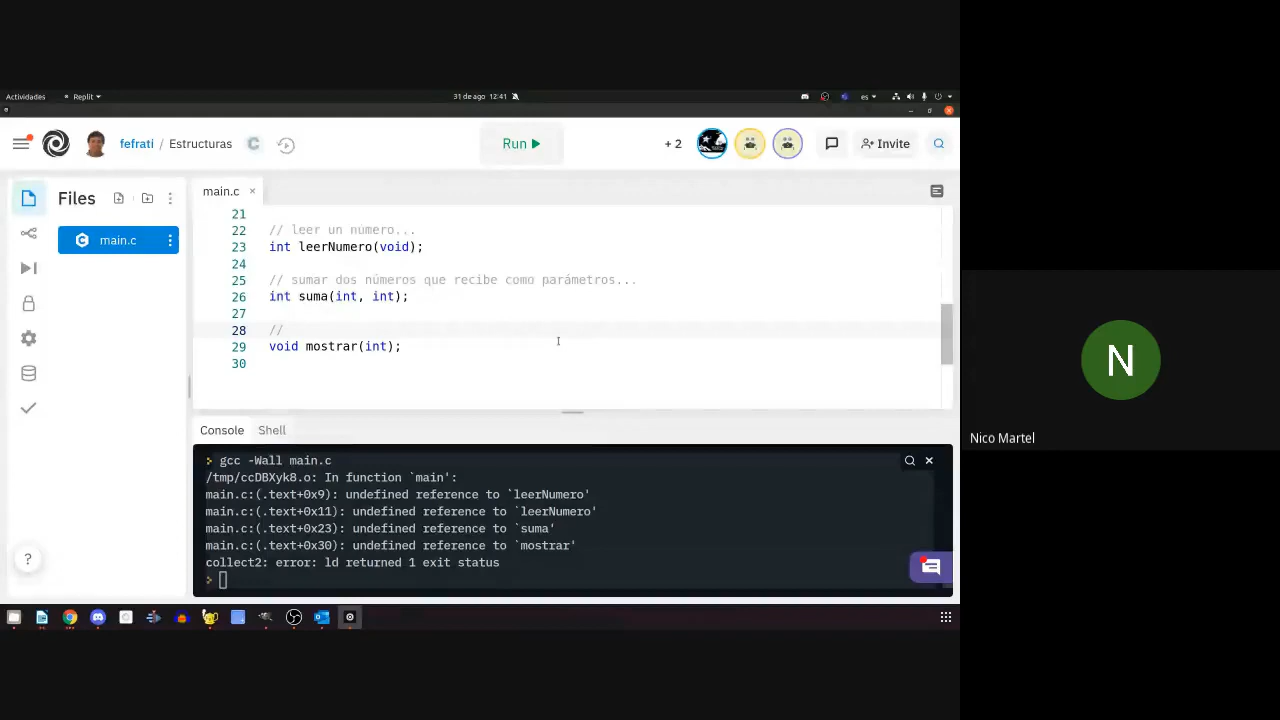 Actividades
Replit
31 de ago 12:41
es
fefrati / Estructuras
C
Run
+ 2
Invite
Files
main.c
main.c
21
22 // leer un número...
23 int leerNumero(void);
24
25 // sumar dos números que recibe como parámetros...
26 int suma(int, int);
27
28 //
29 void mostrar(int);
30
Console Shell
> gcc -Wall main.c
/tmp/ccDBXyk8.o: In function `main':
main.c:(.text+0x9): undefined reference to `leerNumero'
main.c:(.text+0x11): undefined reference to `leerNumero'
main.c:(.text+0x23): undefined reference to `suma'
main.c:(.text+0x30): undefined reference to `mostrar'
collect2: error: ld returned 1 exit status
>
?
N
Nico Martel